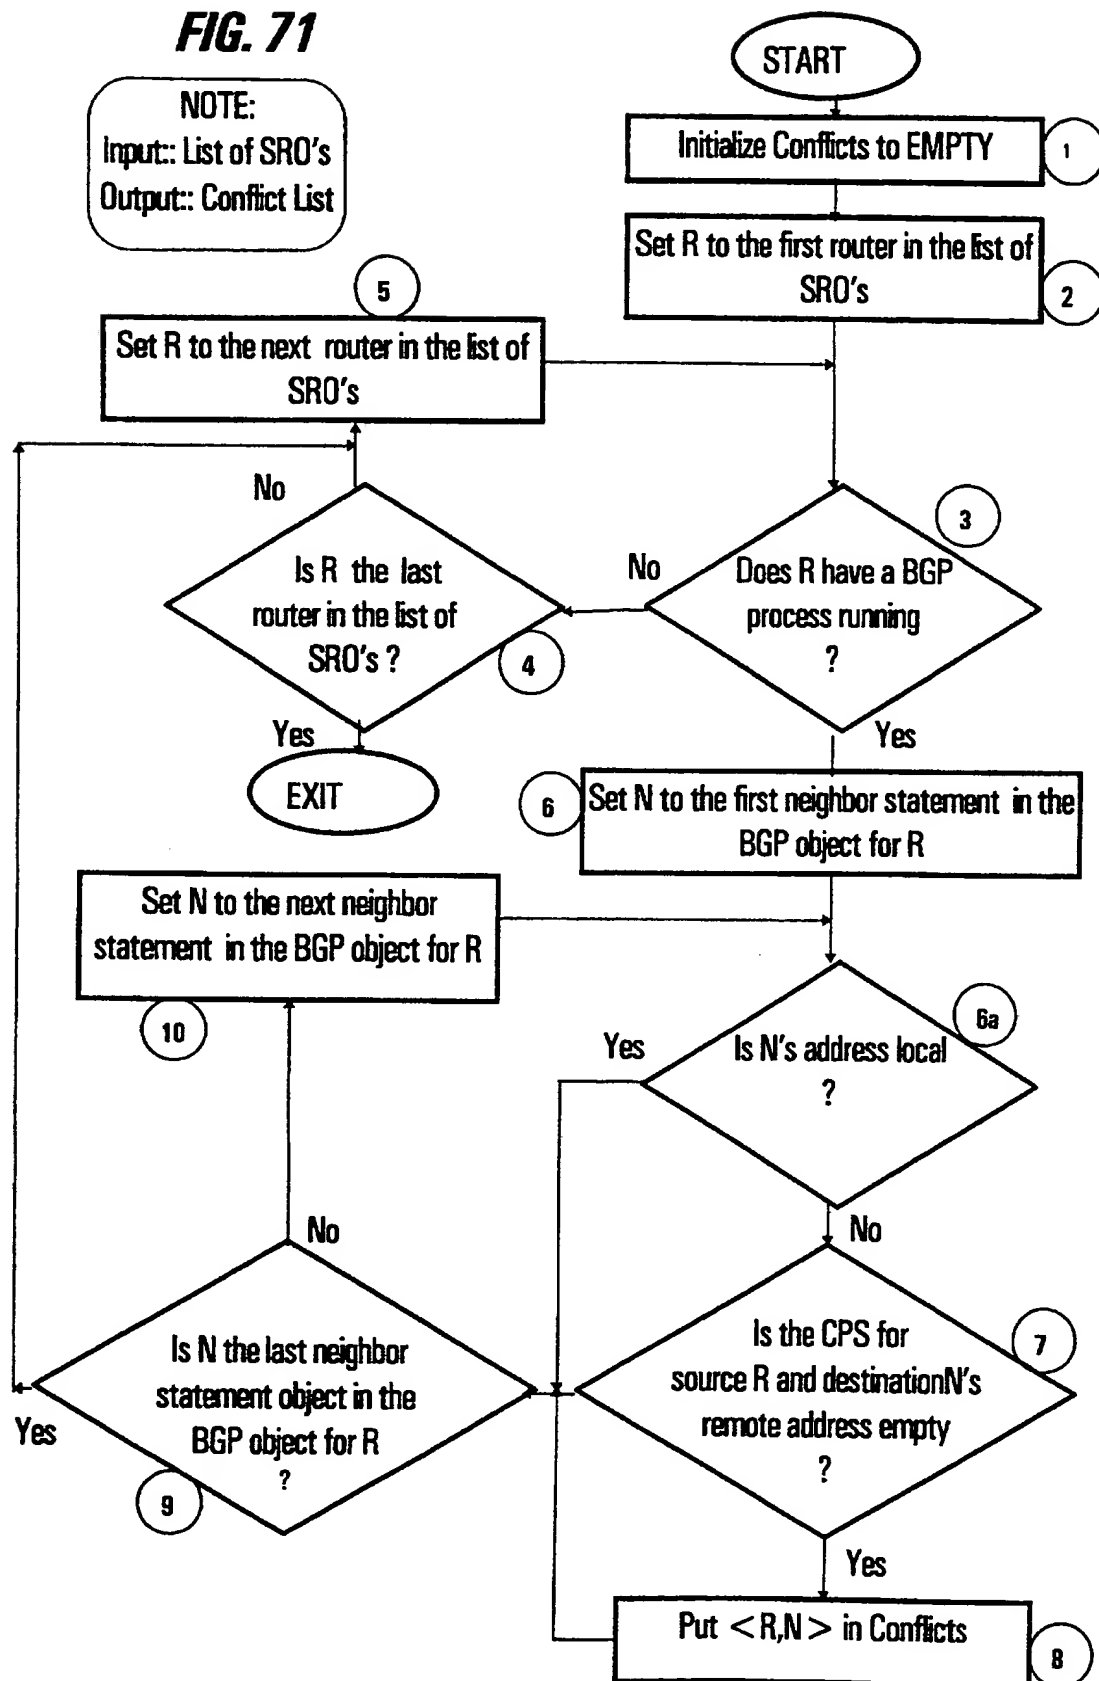 FIG. 71
NOTE:
Input:: List of SRO's
Output:: Conflict List
START
Initialize Conflicts to EMPTY
1
Set R to the first router in the list of
SRO's
2
5
Set R to the next router in the list of
SRO's
No
Is R the last
router in the list of
SRO's ?
4
Yes
EXIT
No
3
Does R have a BGP
process running
?
Yes
6
Set N to the first neighbor statement in the
BGP object for R
Set N to the next neighbor
statement in the BGP object for R
10
6a
Yes
Is N's address local
?
No
No
Is N the last neighbor
statement object in the
BGP object for R
?
Yes
9
7
Is the CPS for
source R and destinationN's
remote address empty
?
Yes
Put <R,N> in Conflicts
8